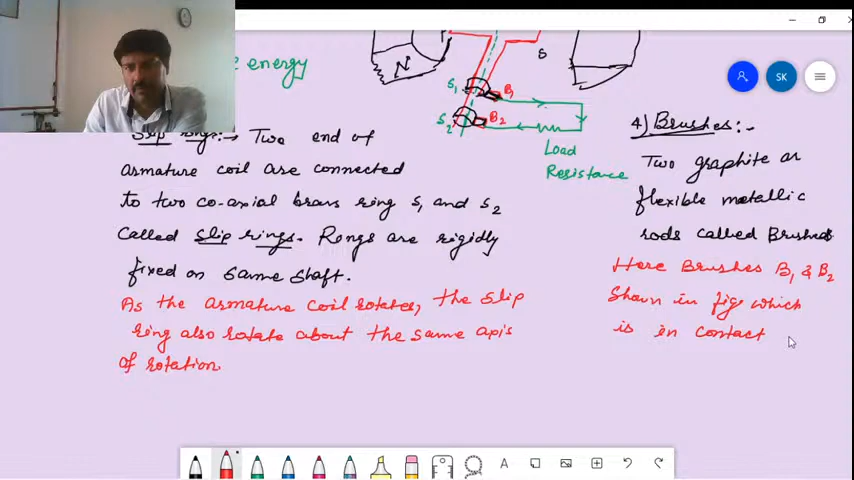 energy
N
S
S1
B1
S2
B2
Load
Resistance
SK
Slip rings:→ Two end of
armature coil are connected
to two co-axial brass ring S1 and S2
called slip rings. Rings are rigidly
fixed on same shaft.
As the armature coil rotates, the slip
ring also rotate about the same axis
of rotation.
4) Brushes:-
Two graphite or
flexible metallic
rods called Brushes
Here Brushes B1 & B2
Shown in fig. which
is in contact
A